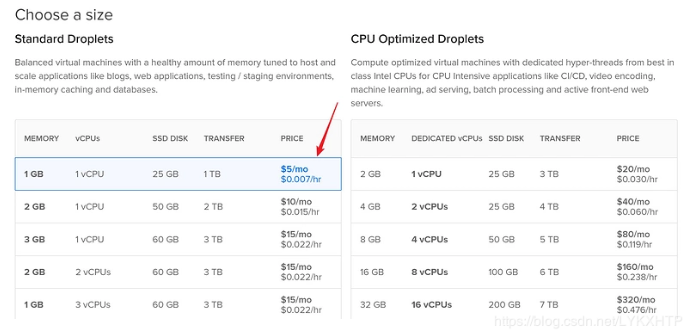 Choose a size
Standard Droplets
Balanced virtual machines with a healthy amount of memory tuned to host and
scale applications like blogs, web applications, testing / staging environments,
in-memory caching and databases.
MEMORY vCPUs SSD DISK TRANSFER PRICE
1 GB 1 vCPU 25 GB 1 TB $5/mo
$0.007/hr
2 GB 1 vCPU 50 GB 2 TB $10/mo
$0.015/hr
3 GB 1 vCPU 60 GB 3 TB $15/mo
$0.022/hr
2 GB 2 vCPUs 60 GB 3 TB $15/mo
$0.022/hr
1 GB 3 vCPUs 60 GB 3 TB $15/mo
$0.022/hr
CPU Optimized Droplets
Compute optimized virtual machines with dedicated hyper-threads from best in
class Intel CPUs for CPU Intensive applications like CI/CD, video encoding,
machine learning, ad serving, batch processing and active front-end web
servers.
MEMORY DEDICATED vCPUs SSD DISK TRANSFER PRICE
2 GB 1 vCPU 25 GB 3 TB $20/mo
$0.030/hr
4 GB 2 vCPUs 25 GB 4 TB $40/mo
$0.060/hr
8 GB 4 vCPUs 50 GB 5 TB $80/mo
$0.119/hr
16 GB 8 vCPUs 100 GB 6 TB $160/mo
$0.238/hr
32 GB 16 vCPUs 200 GB 7 TB $320/mo
$0.476/hr
https://blog.csdn.net/LYKXHTP